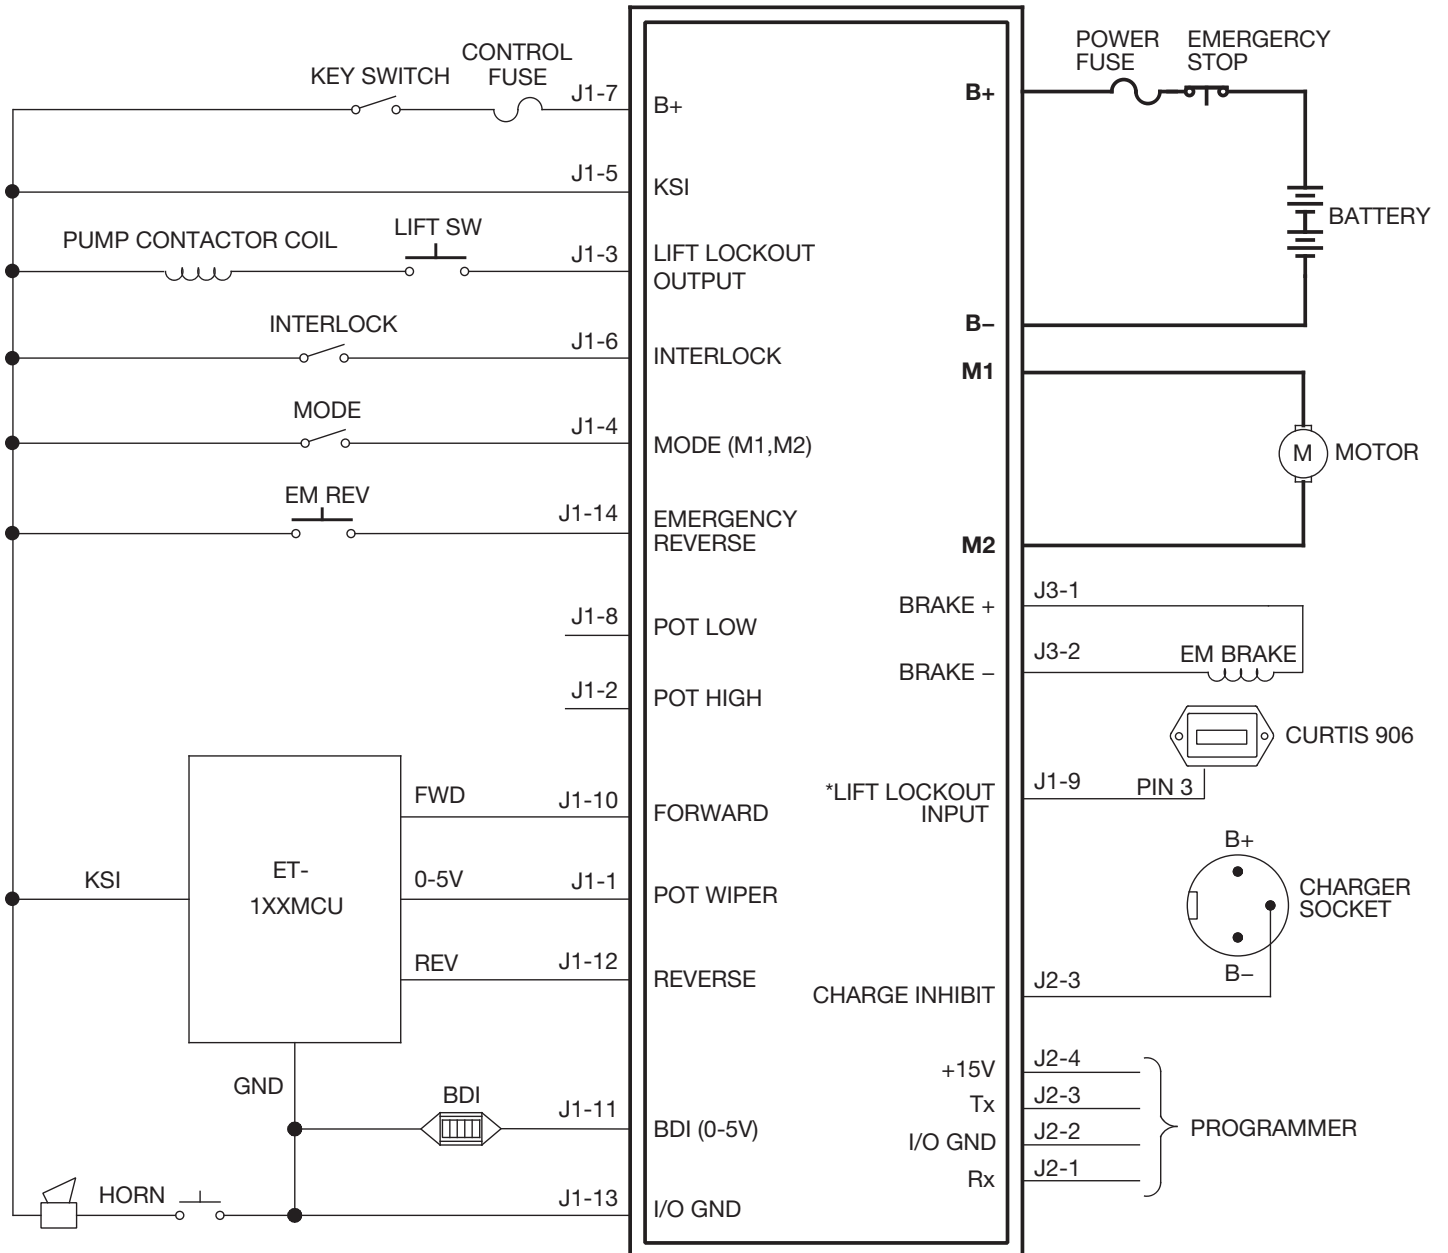 KEY SWITCH
CONTROL
FUSE
J1-7
B+
J1-5
KSI
PUMP CONTACTOR COIL
LIFT SW
J1-3
LIFT LOCKOUT
OUTPUT
INTERLOCK
J1-6
INTERLOCK
MODE
J1-4
MODE (M1,M2)
EM REV
J1-14
EMERGENCY
REVERSE
J1-8
POT LOW
J1-2
POT HIGH
FWD
J1-10
FORWARD
KSI
ET-
1XXMCU
0-5V
J1-1
POT WIPER
REV
J1-12
REVERSE
GND
BDI
J1-11
BDI (0-5V)
HORN
J1-13
I/O GND
B+
POWER
FUSE
EMERGENCY
STOP
BATTERY
B−
M1
M
MOTOR
M2
BRAKE +
J3-1
BRAKE −
J3-2
EM BRAKE
CURTIS 906
*LIFT LOCKOUT
INPUT
J1-9
PIN 3
B+
CHARGER
SOCKET
B−
CHARGE INHIBIT
J2-3
+15V
J2-4
Tx
J2-3
I/O GND
J2-2
Rx
J2-1
PROGRAMMER